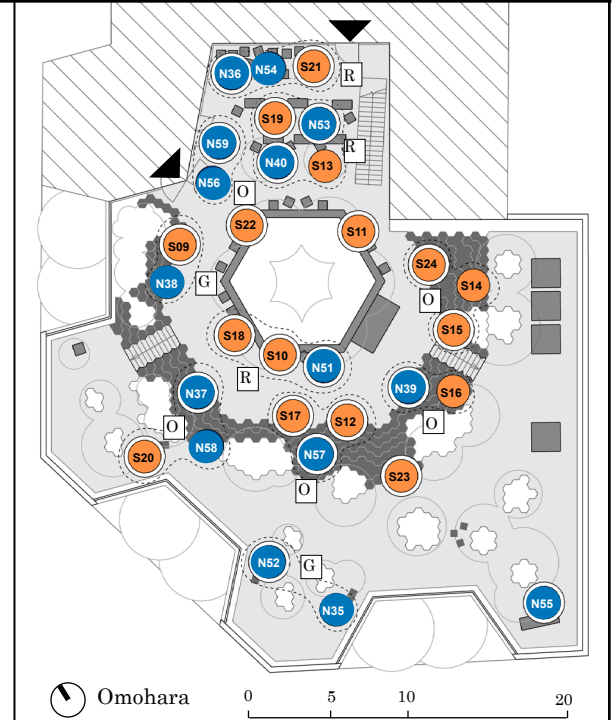 S21
N54
N36
R
S19
N53
N59
R
N40
S13
N56
O
S22
S11
S09
S24
N38
G
S14
O
S15
S18
S10
N51
R
N37
N39
S16
S17
S12
O
O
N58
N57
S20
S23
O
N52
G
N35
N55
Omohara
0 5 10 20